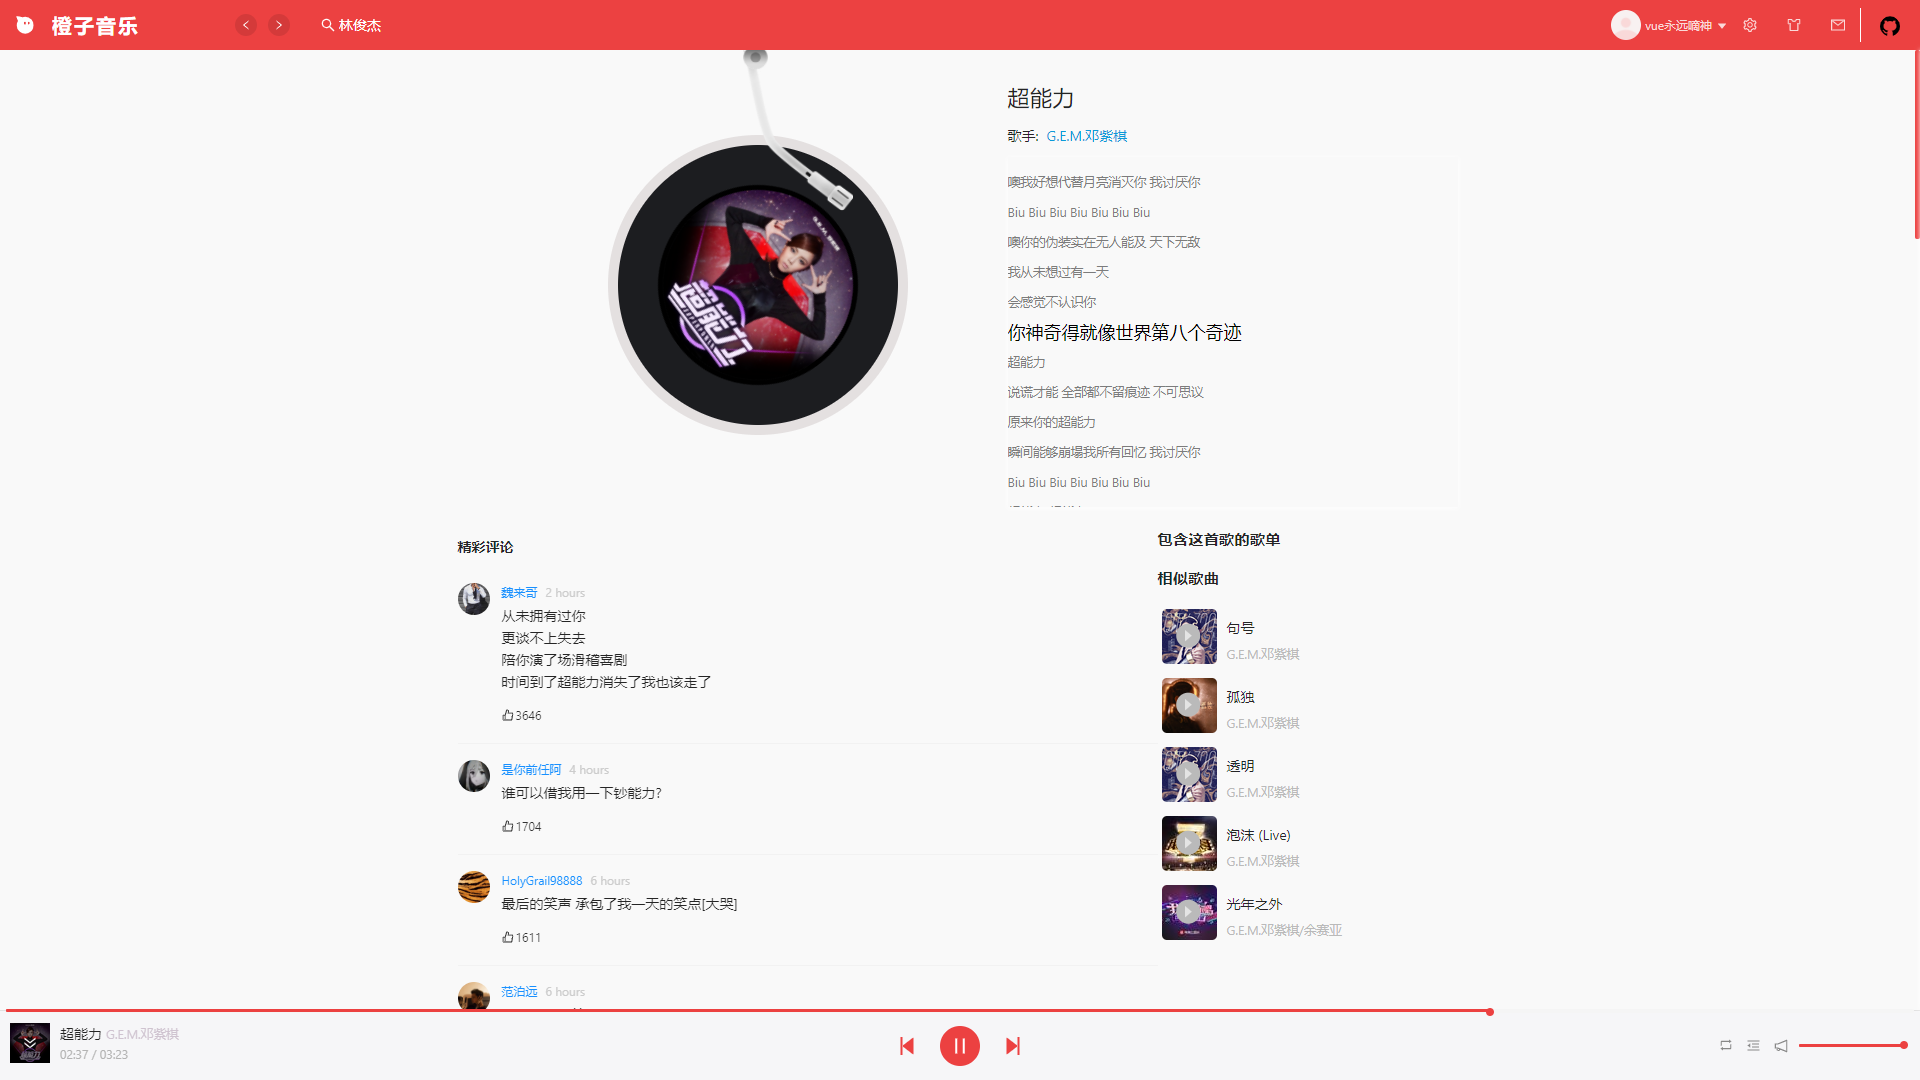 橙子音乐
林俊杰
vue永远嘀神
超能力
歌手: G.E.M.邓紫棋
噢我好想代替月亮消灭你 我讨厌你
Biu Biu Biu Biu Biu Biu Biu
噢你的伪装实在无人能及 天下无敌
我从未想过有一天
会感觉不认识你
你神奇得就像世界第八个奇迹
超能力
说谎才能 全部都不留痕迹 不可思议
原来你的超能力
瞬间能够崩塌我所有回忆 我讨厌你
Biu Biu Biu Biu Biu Biu Biu
精彩评论
魏来哥 2 hours
从未拥有过你
更谈不上失去
陪你演了场滑稽喜剧
时间到了超能力消失了我也该走了
3646
是你前任阿 4 hours
谁可以借我用一下钞能力?
1704
HolyGrail98888 6 hours
最后的笑声 承包了我一天的笑点[大哭]
1611
范泊远 6 hours
包含这首歌的歌单
相似歌曲
句号
G.E.M.邓紫棋
孤独
G.E.M.邓紫棋
透明
G.E.M.邓紫棋
泡沫 (Live)
G.E.M.邓紫棋
光年之外
G.E.M.邓紫棋/余赛亚
超能力 G.E.M.邓紫棋
02:37 / 03:23